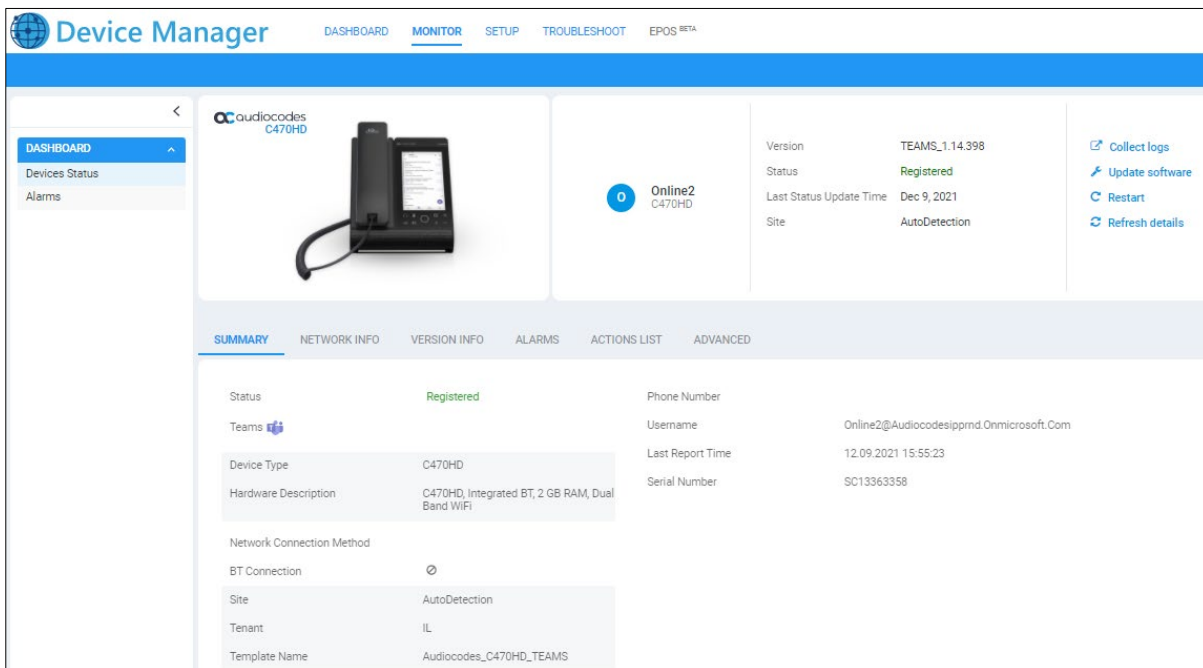 Device Manager
DASHBOARD
MONITOR
SETUP
TROUBLESHOOT
EPOS BETA
DASHBOARD
Devices Status
Alarms
audiocodes
C470HD
O
Online2
C470HD
Version TEAMS_1.14.398
Status Registered
Last Status Update Time Dec 9, 2021
Site AutoDetection
Collect logs
Update software
Restart
Refresh details
SUMMARY
NETWORK INFO
VERSION INFO
ALARMS
ACTIONS LIST
ADVANCED
Status Registered
Teams
Device Type C470HD
Hardware Description C470HD, Integrated BT, 2 GB RAM, Dual
Band WiFi
Network Connection Method
BT Connection
Site AutoDetection
Tenant IL
Template Name Audiocodes_C470HD_TEAMS
Phone Number
Username Online2@Audiocodesipprnd.Onmicrosoft.Com
Last Report Time 12.09.2021 15:55:23
Serial Number SC13363358